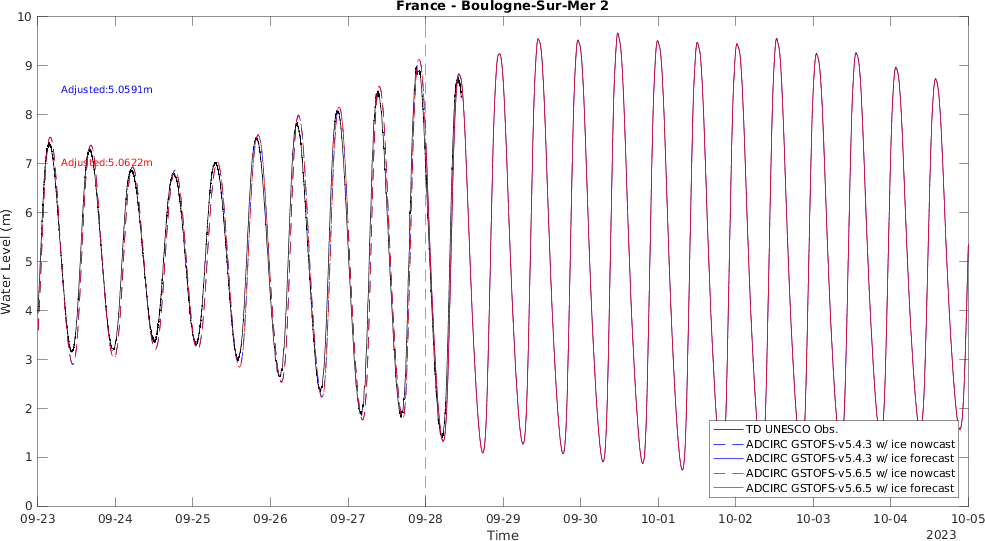 France - Boulogne-Sur-Mer 2
10
9
8
7
6
5
4
3
2
1
0
Water Level (m)
Adjusted:5.0591m
Adjusted:5.0622m
TD UNESCO Obs.
ADCIRC GSTOFS-v5.4.3 w/ ice nowcast
ADCIRC GSTOFS-v5.4.3 w/ ice forecast
ADCIRC GSTOFS-v5.6.5 w/ ice nowcast
ADCIRC GSTOFS-v5.6.5 w/ ice forecast
09-23 09-24 09-25 09-26 09-27 09-28 09-29 09-30 10-01 10-02 10-03 10-04 10-05
Time
2023